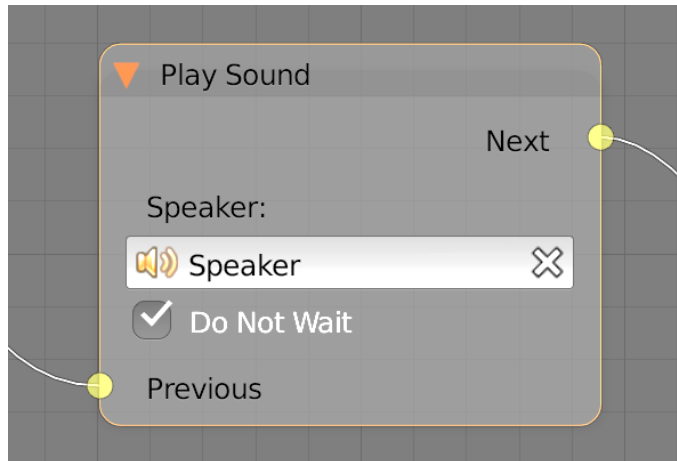 Play Sound
Next
Speaker:
Speaker
Do Not Wait
Previous